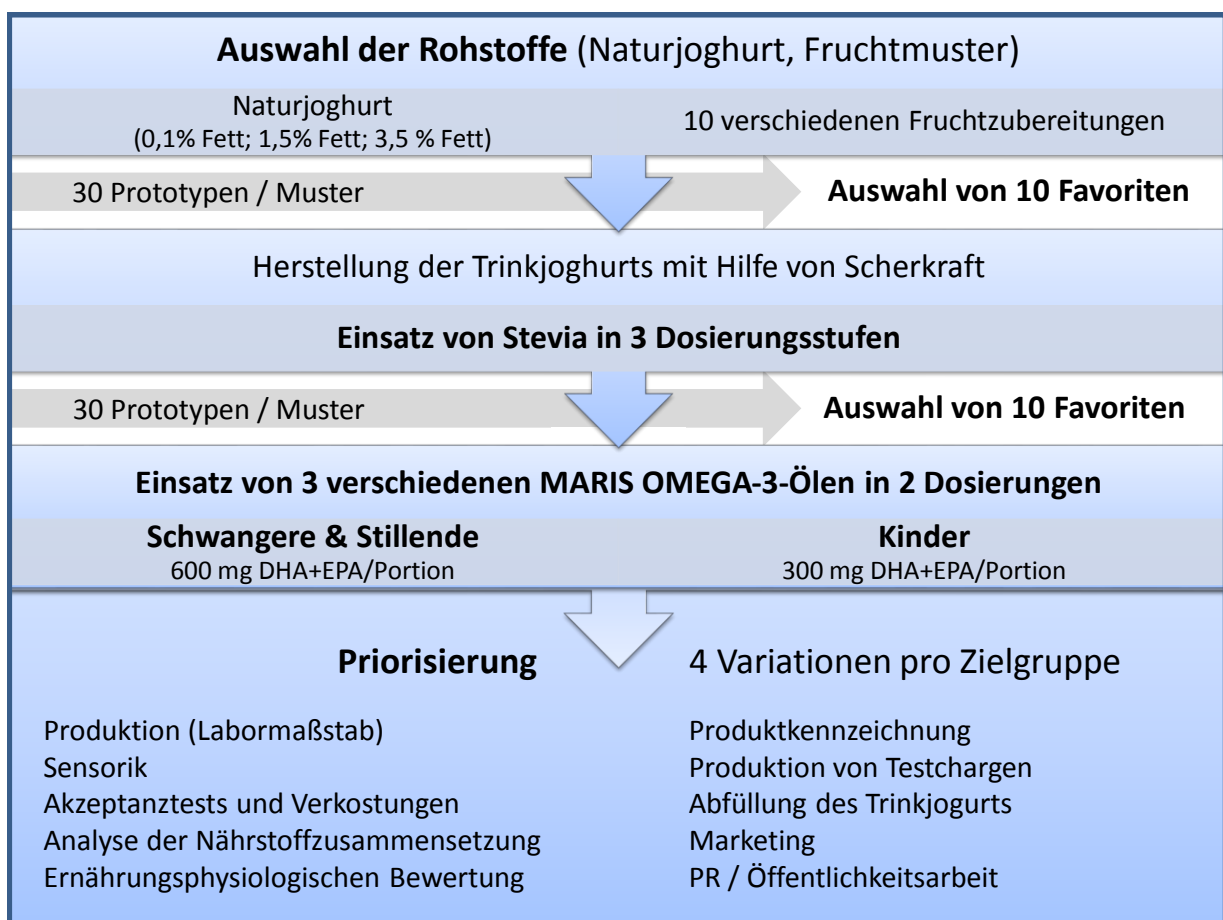 Auswahl der Rohstoffe (Naturjoghurt, Fruchtmuster)
Naturjoghurt
(0,1% Fett; 1,5% Fett; 3,5 % Fett)
10 verschiedenen Fruchtzubereitungen
30 Prototypen / Muster
Auswahl von 10 Favoriten
Herstellung der Trinkjoghurts mit Hilfe von Scherkraft
Einsatz von Stevia in 3 Dosierungsstufen
30 Prototypen / Muster
Auswahl von 10 Favoriten
Einsatz von 3 verschiedenen MARIS OMEGA-3-Ölen in 2 Dosierungen
Schwangere & Stillende
600 mg DHA+EPA/Portion
Kinder
300 mg DHA+EPA/Portion
Priorisierung
4 Variationen pro Zielgruppe
Produktion (Labormaßstab)
Sensorik
Akzeptanztests und Verkostungen
Analyse der Nährstoffzusammensetzung
Ernährungsphysiologischen Bewertung
Produktkennzeichnung
Produktion von Testchargen
Abfüllung des Trinkjogurts
Marketing
PR / Öffentlichkeitsarbeit